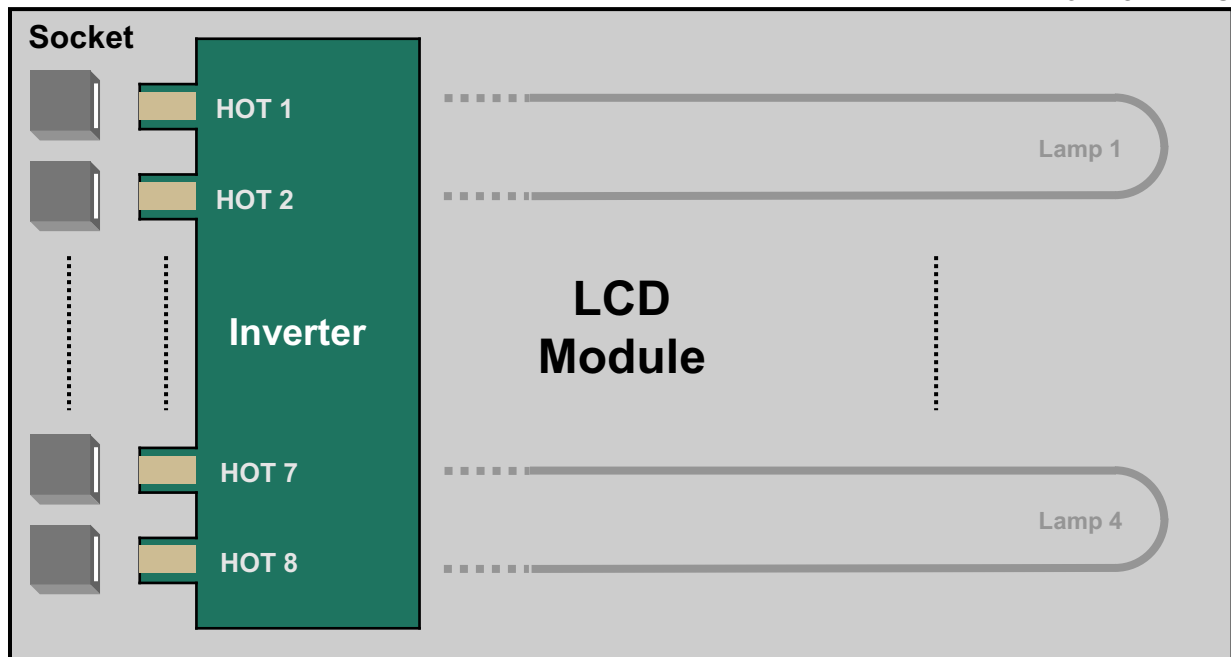 Socket
HOT 1
Lamp 1
HOT 2
LCD
Module
Inverter
HOT 7
Lamp 4
HOT 8